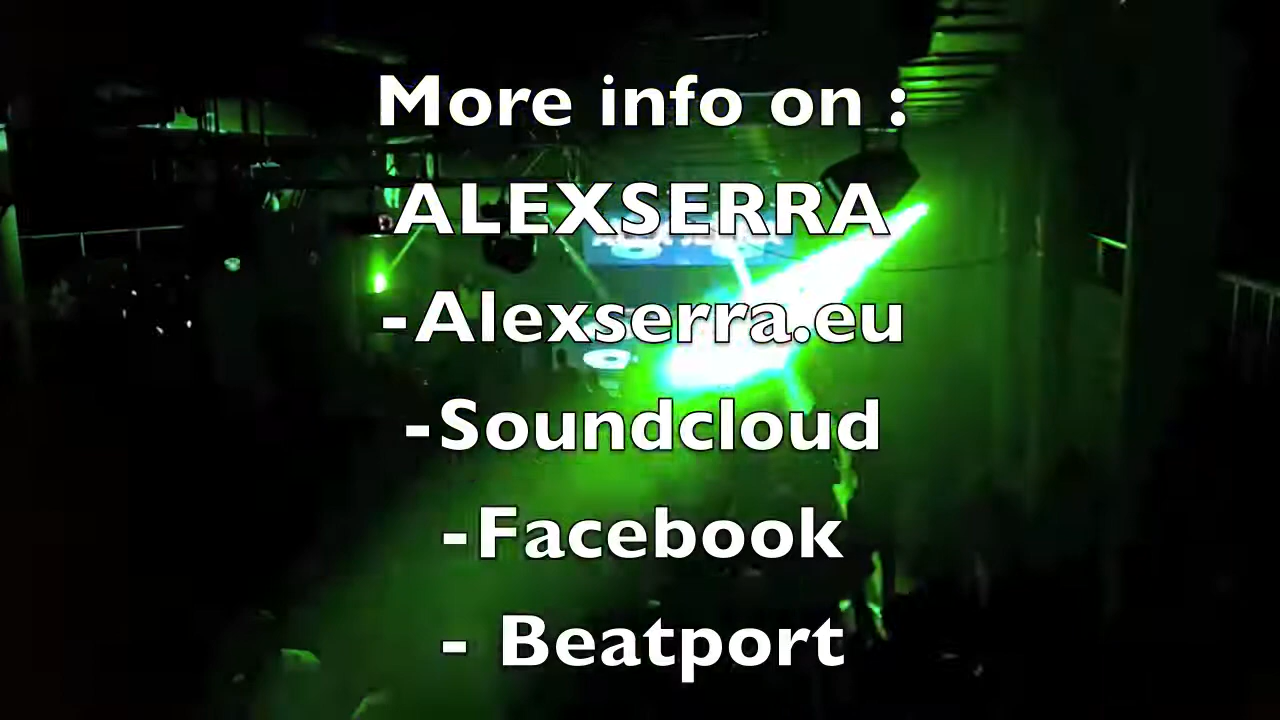 More info on :
ALEXSERRA
-Alexserra.eu
-Soundcloud
-Facebook
- Beatport